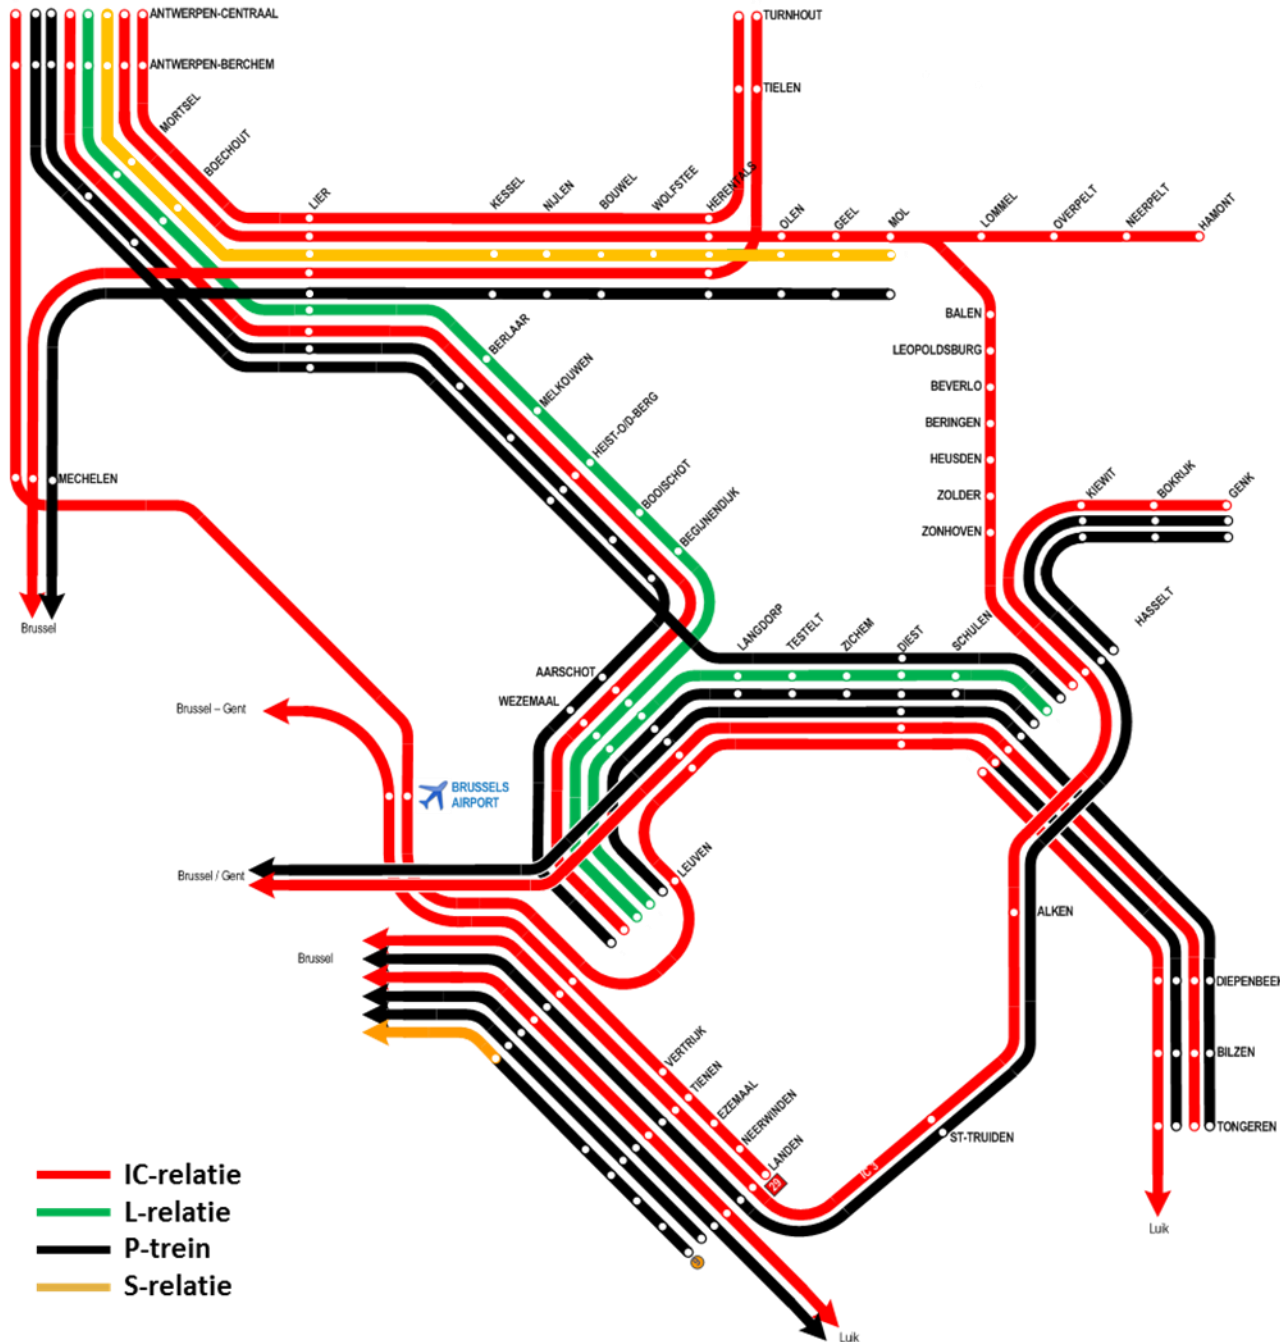 ANTWERPEN-CENTRAAL
TURNHOUT
ANTWERPEN-BERCHEM
TIELEN
MORTSEL
BOECHOUT
LIER
KESSEL
NIJLEN
BOUWEL
WOLFSTEE
HERENTALS
OLEN
GEEL
MOL
LOMMEL
OVERPELT
NEERPELT
HAMONT
BALEN
LEOPOLDSBURG
BEVERLO
BERINGEN
HEUSDEN
ZOLDER
ZONHOVEN
BERLAAR
MELKOUWEN
HEIST-O/D-BERG
BOOISCHOT
BEGIJNENDIJK
MECHELEN
KIEWIT
BOKRIJK
GENK
HASSELT
Brussel
LANGDORP
TESTELT
ZICHEM
DIEST
SCHULEN
AARSCHOT
WEZEMAAL
Brussel – Gent
BRUSSELS
AIRPORT
Brussel / Gent
LEUVEN
ALKEN
Brussel
DIEPENBEEK
BILZEN
TONGEREN
VERTRIJK
TIENEN
EZEMAAL
NEERWINDEN
LANDEN
29
IC 3
ST-TRUIDEN
Luik
Luik
IC-relatie
L-relatie
P-trein
S-relatie